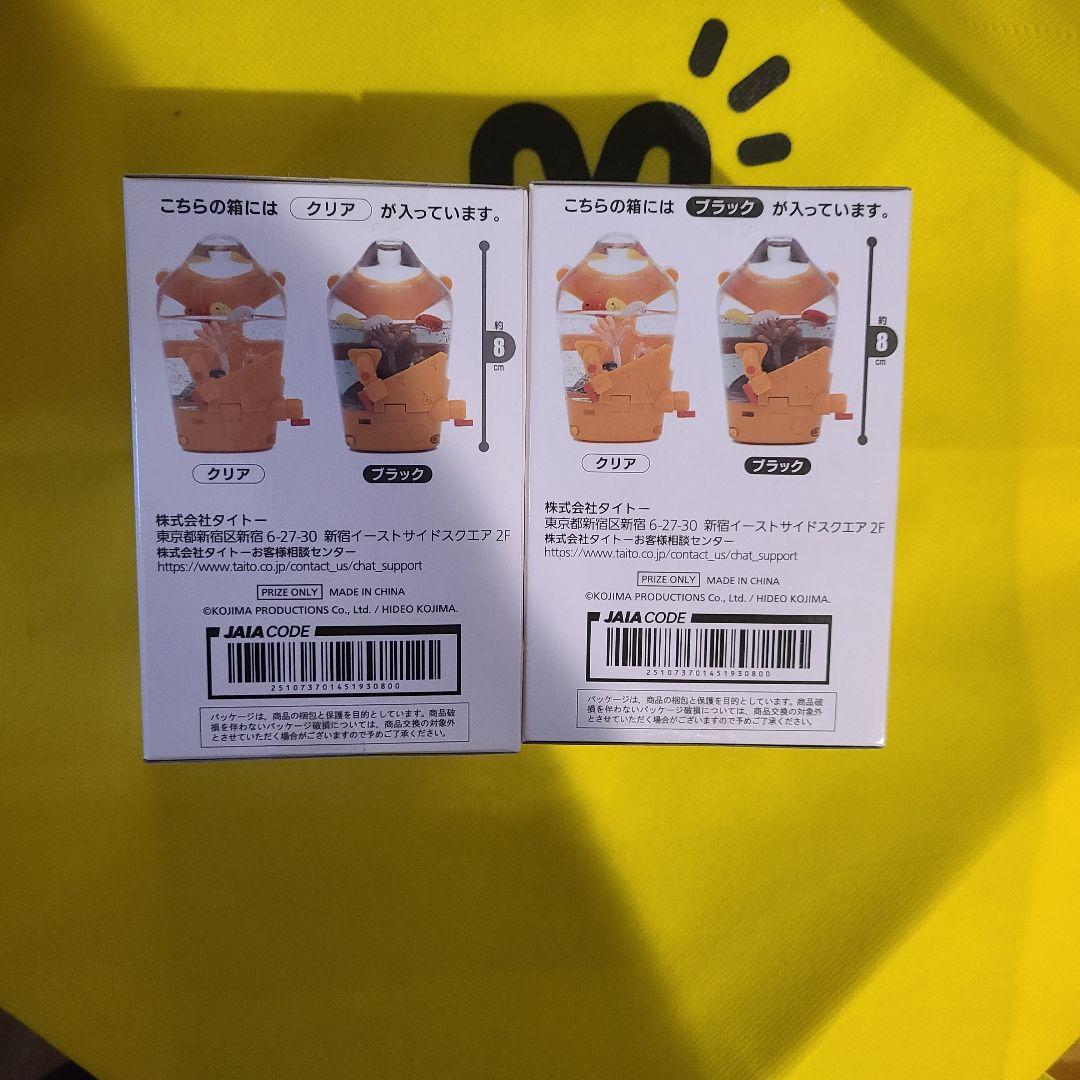 こちらの箱には クリア が入っています。
約
8
cm
クリア
ブラック
株式会社タイトー
東京都新宿区新宿 6-27-30 新宿イーストサイドスクエア 2F
株式会社タイトーお客様相談センター
https://www.taito.co.jp/contact_us/chat_support
PRIZE ONLY MADE IN CHINA
©KOJIMA PRODUCTIONS Co., Ltd. / HIDEO KOJIMA.
JAIA CODE
2510737014519308００
パッケージは、商品の梱包と保護を目的としています。商品破
損を伴わないパッケージ破損については、商品交換の対象外
とさせていただく場合がございますので予めご了承ください。
こちらの箱には ブラック が入っています。
約
8
cm
クリア
ブラック
株式会社タイトー
東京都新宿区新宿 6-27-30 新宿イーストサイドスクエア 2F
株式会社タイトーお客様相談センター
https://www.taito.co.jp/contact_us/chat_support
PRIZE ONLY MADE IN CHINA
©KOJIMA PRODUCTIONS Co., Ltd. / HIDEO KOJIMA.
JAIA CODE
251073701451930800
パッケージは、商品の梱包と保護を目的としています。商品破
損を伴わないパッケージ破損については、商品交換の対象外
とさせていただく場合がございますので予めご了承ください。